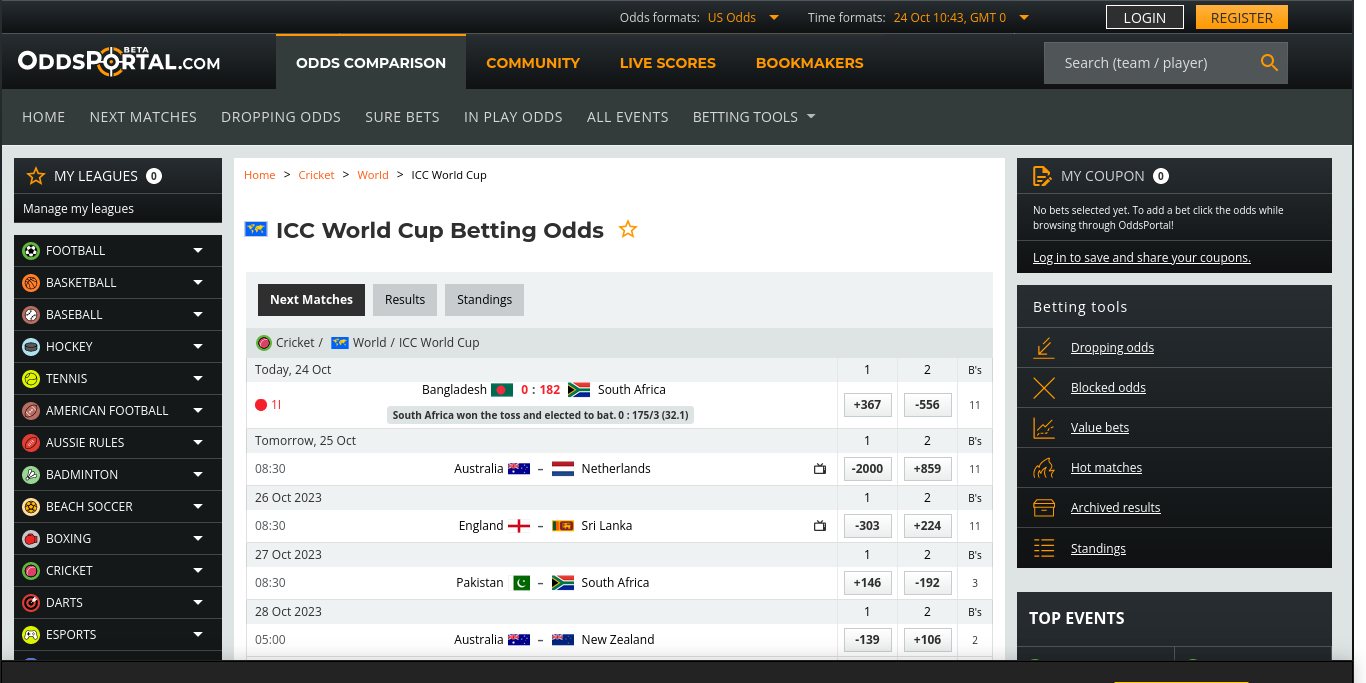 Odds formats: US Odds Time formats: 24 Oct 10:43, GMT 0 LOGIN REGISTER
ODDSPORTAL.COM BETA
ODDS COMPARISON COMMUNITY LIVE SCORES BOOKMAKERS Search (team / player)
HOME NEXT MATCHES DROPPING ODDS SURE BETS IN PLAY ODDS ALL EVENTS BETTING TOOLS
MY LEAGUES 0
Manage my leagues
FOOTBALL
BASKETBALL
BASEBALL
HOCKEY
TENNIS
AMERICAN FOOTBALL
AUSSIE RULES
BADMINTON
BEACH SOCCER
BOXING
CRICKET
DARTS
ESPORTS
Home > Cricket > World > ICC World Cup
ICC World Cup Betting Odds
Next Matches Results Standings
Cricket / World / ICC World Cup
Today, 24 Oct 1 2 B's
Bangladesh 0 : 182 South Africa
1I +367 -556 11
South Africa won the toss and elected to bat. 0 : 175/3 (32.1)
Tomorrow, 25 Oct 1 2 B's
08:30 Australia – Netherlands -2000 +859 11
26 Oct 2023 1 2 B's
08:30 England – Sri Lanka -303 +224 11
27 Oct 2023 1 2 B's
08:30 Pakistan – South Africa +146 -192 3
28 Oct 2023 1 2 B's
05:00 Australia – New Zealand -139 +106 2
MY COUPON 0
No bets selected yet. To add a bet click the odds while
browsing through OddsPortal!
Log in to save and share your coupons.
Betting tools
Dropping odds
Blocked odds
Value bets
Hot matches
Archived results
Standings
TOP EVENTS